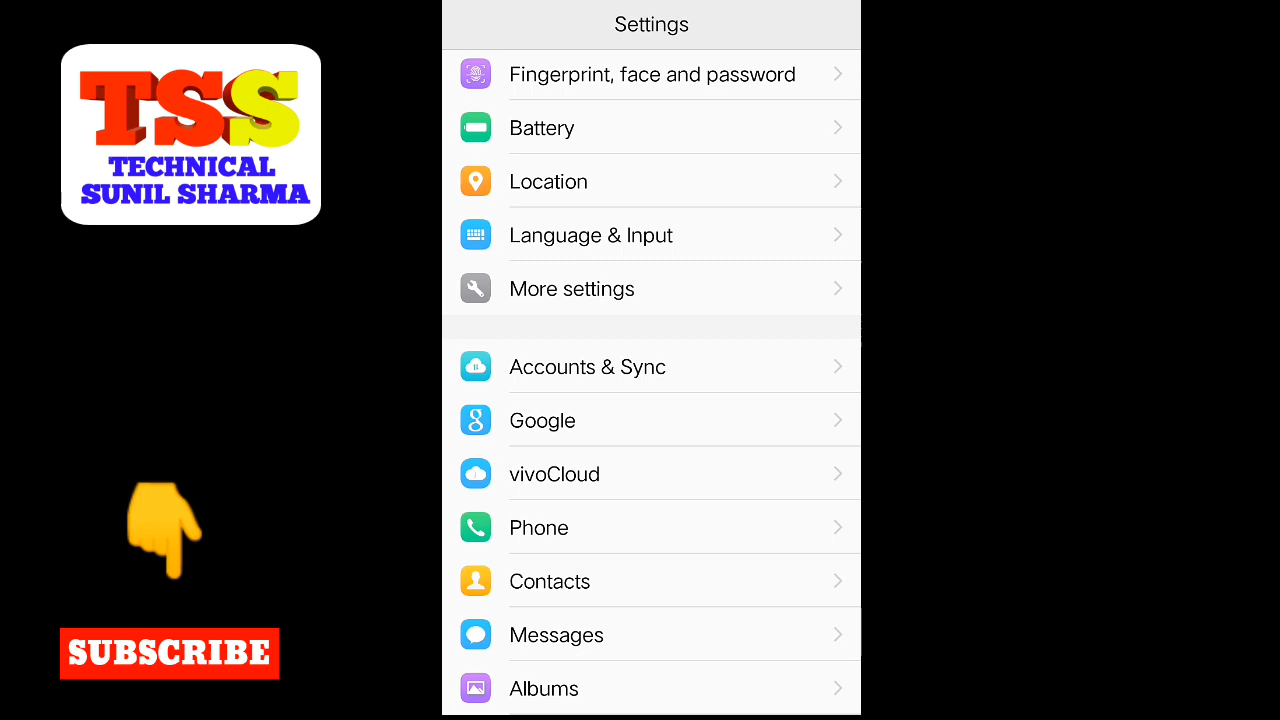 TSS
TECHNICAL
SUNIL SHARMA
SUBSCRIBE
Settings
Fingerprint, face and password
Battery
Location
Language & Input
More settings
Accounts & Sync
Google
vivoCloud
Phone
Contacts
Messages
Albums